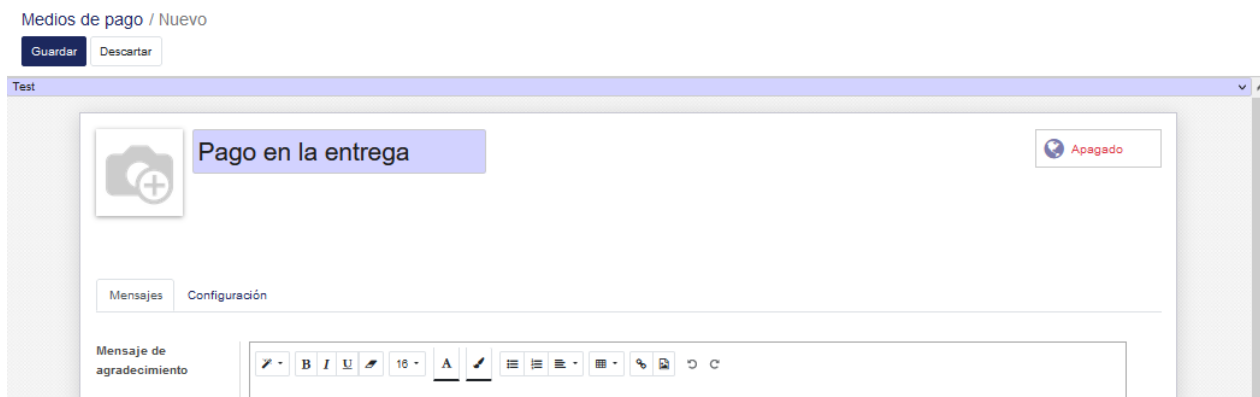 Medios de pago / Nuevo
Guardar Descartar
Test
Pago en la entrega
Apagado
Mensajes Configuración
Mensaje de
agradecimiento
B I U 16 A